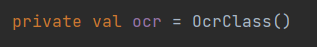 private val ocr = OcrClass()